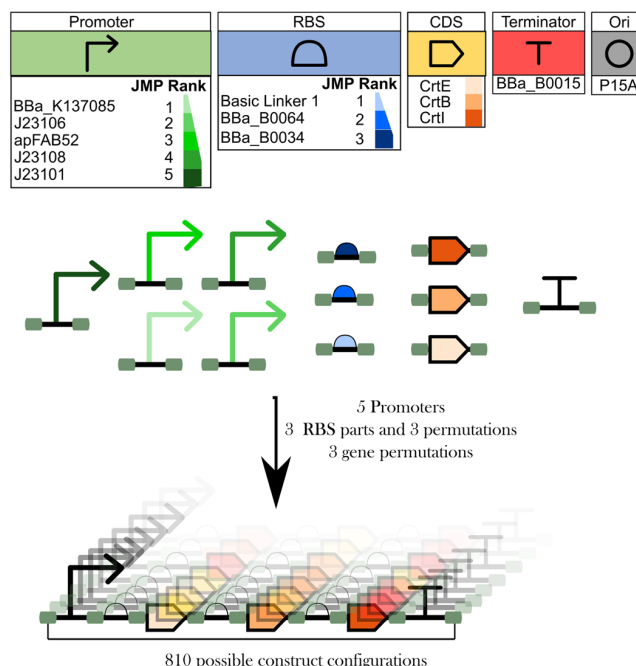 Promoter RBS CDS Terminator Ori
JMP Rank JMP Rank CrtE BBa_B0015 P15A
BBa_K137085 1 Basic Linker 1 1 CrtB
J23106 2 BBa_B0064 2 CrtI
apFAB52 3 BBa_B0034 3
J23108 4
J23101 5
5 Promoters
3 RBS parts and 3 permutations
3 gene permutations
810 possible construct configurations